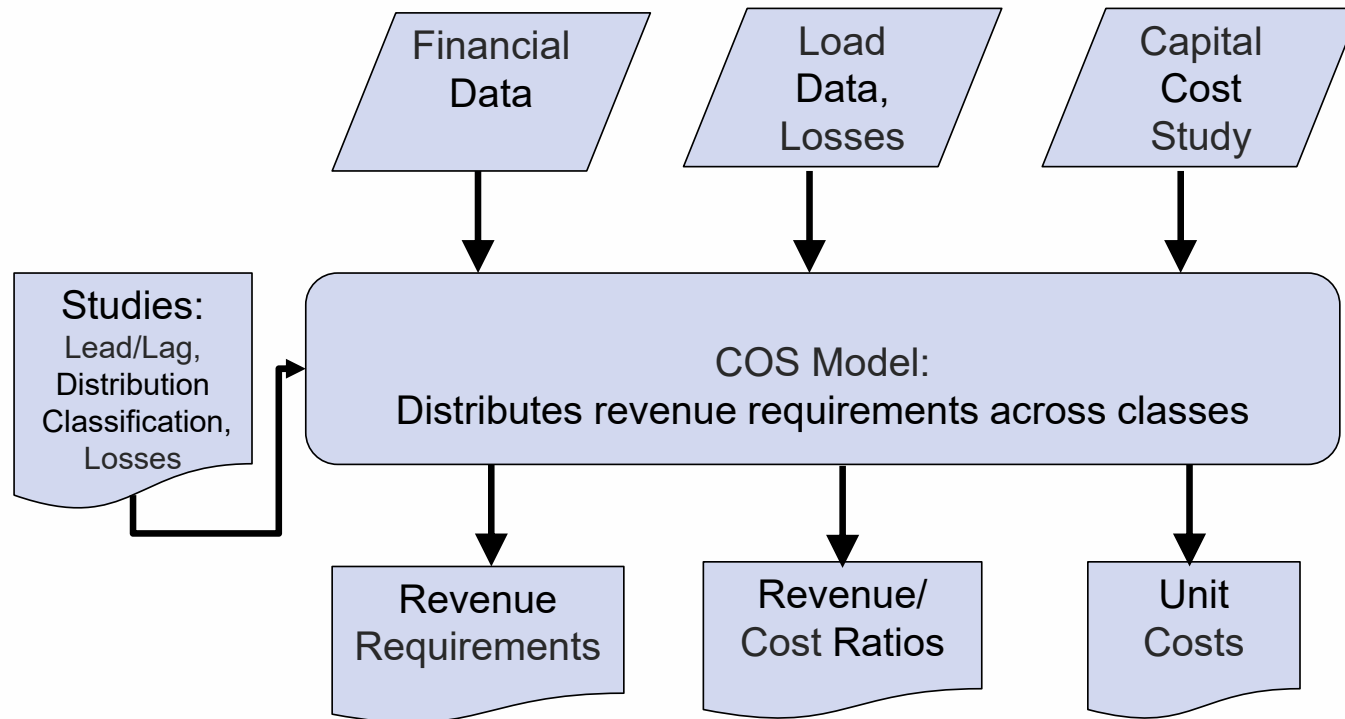 Financial
Data
Load
Data,
Losses
Capital
Cost
Study
Studies:
Lead/Lag,
Distribution
Classification,
Losses
COS Model:
Distributes revenue requirements across classes
Revenue
Requirements
Revenue/
Cost Ratios
Unit
Costs